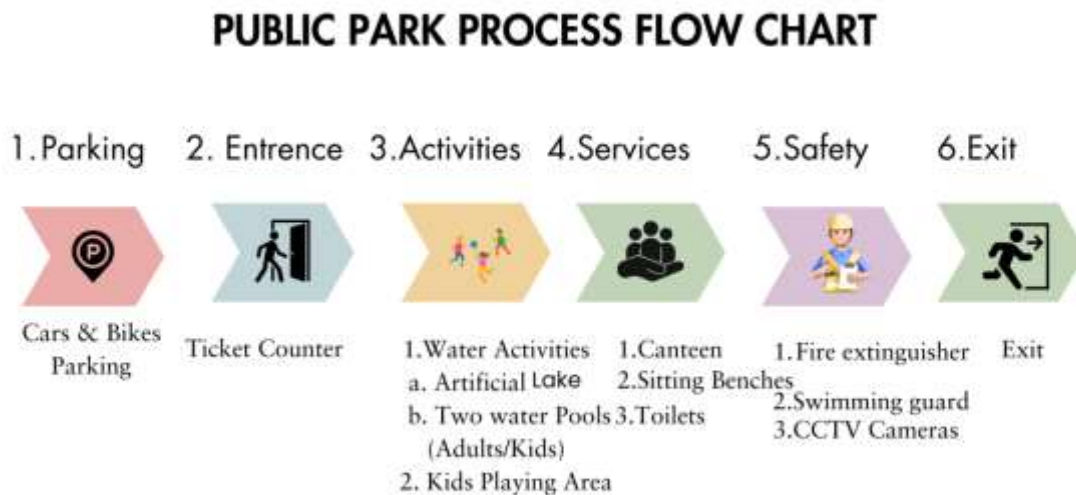 PUBLIC PARK PROCESS FLOW CHART
1.Parking
2. Entrence
3.Activities
4.Services
5.Safety
6.Exit
P
Cars & Bikes
Parking
Ticket Counter
1.Water Activities
a. Artificial Lake
b. Two water Pools
(Adults/Kids)
2. Kids Playing Area
1.Canteen
2.Sitting Benches
3.Toilets
1.Fire extinguisher
2.Swimming guard
3.CCTV Cameras
Exit